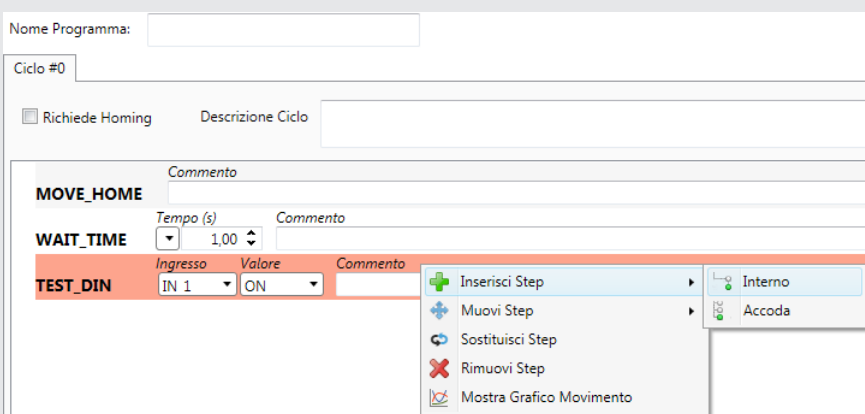 Nome Programma:
Ciclo #0
Richiede Homing Descrizione Ciclo
Commento
MOVE_HOME
Tempo (s) Commento
WAIT_TIME 1,00
Ingresso Valore Commento
TEST_DIN IN 1 ON
Inserisci Step Interno
Muovi Step Accoda
Sostituisci Step
Rimuovi Step
Mostra Grafico Movimento